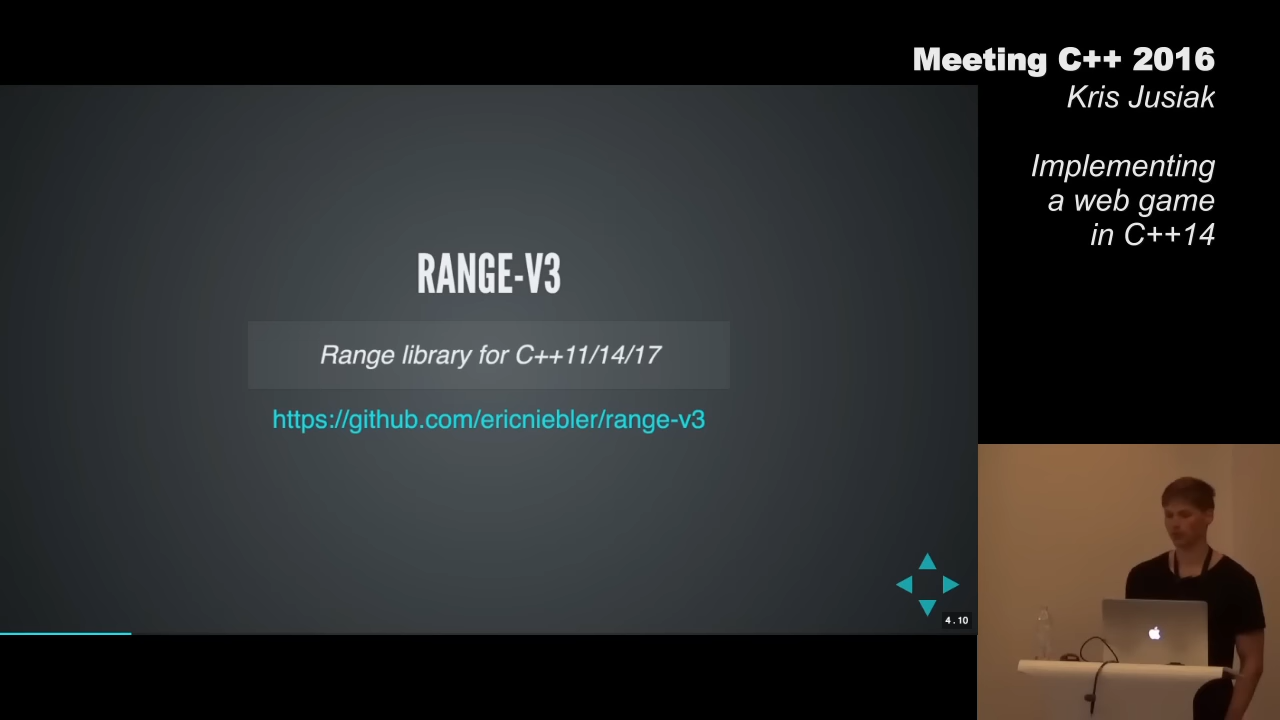 Meeting C++ 2016
Kris Jusiak
Implementing
a web game
in C++14
RANGE-V3
Range library for C++11/14/17
https://github.com/ericniebler/range-v3
4.10